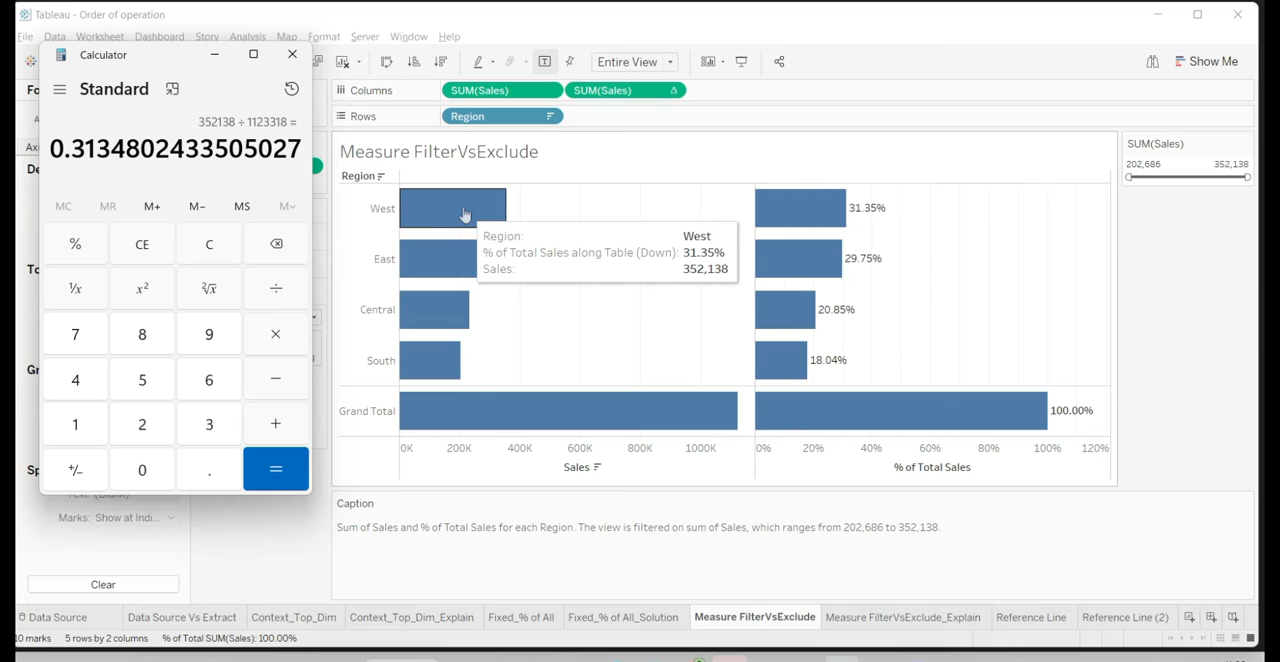 Tableau - Order of operation
File Data Worksheet Dashboard Story Analysis Map Format Server Window Help
Calculator
Standard
352138 ÷ 1123318 =
0.3134802433505027
MC MR M+ M− MS M
% CE C
¹/x x² ²√x ÷
7 8 9 ×
4 5 6 −
1 2 3 +
+/− 0 . =
Marks: Show at Indi...
Clear
Entire View
Show Me
Columns SUM(Sales) SUM(Sales) Δ
Rows Region
Measure FilterVsExclude
Region
West 31.35%
Region: West
% of Total Sales along Table (Down): 31.35%
Sales: 352,138
East 29.75%
Central 20.85%
South 18.04%
Grand Total 100.00%
0K 200K 400K 600K 800K 1000K 0% 20% 40% 60% 80% 100% 120%
Sales % of Total Sales
SUM(Sales)
202,686 352,138
Caption
Sum of Sales and % of Total Sales for each Region. The view is filtered on sum of Sales, which ranges from 202,686 to 352,138.
Data Source Data Source Vs Extract Context_Top_Dim Context_Top_Dim_Explain Fixed_% of All Fixed_% of All_Solution Measure FilterVsExclude Measure FilterVsExclude_Explain Reference Line Reference Line (2)
10 marks 5 rows by 2 columns % of Total SUM(Sales): 100.00%